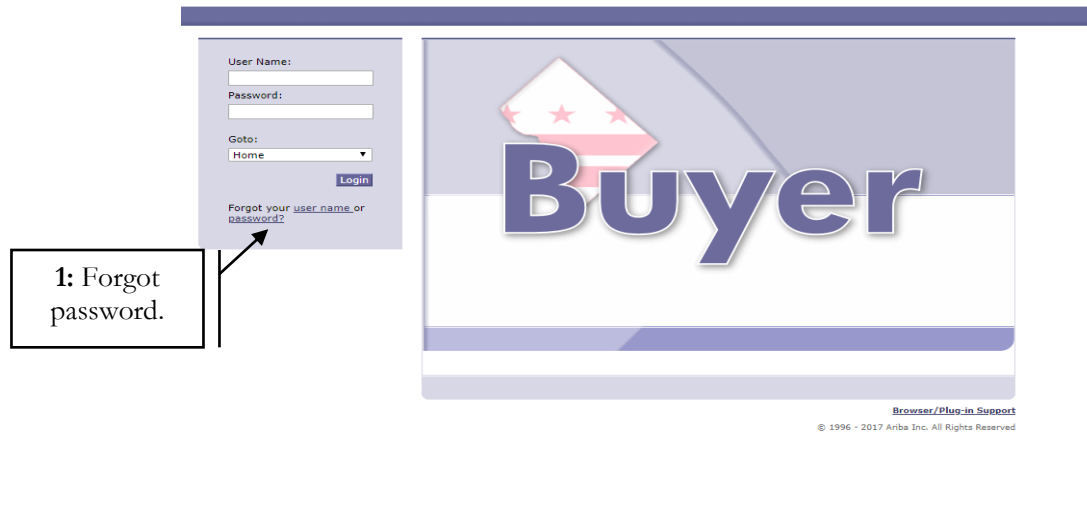 User Name:
Password:
Goto:
Home
Login
Forgot your user name or
password?
1: Forgot
password.
Buyer
Browser/Plug-in Support
© 1996 - 2017 Ariba Inc. All Rights Reserved